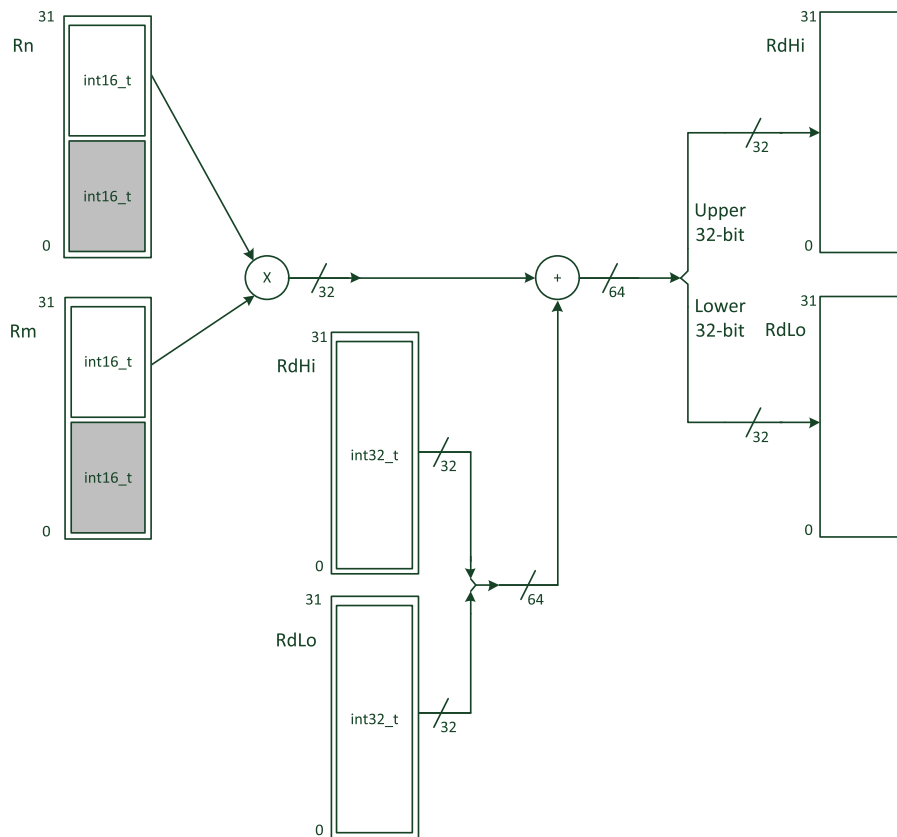 31
Rn
int16_t
int16_t
0
31
Rm
int16_t
int16_t
0
X
32
+
64
31
RdHi
int32_t
32
0
31
RdLo
int32_t
32
0
64
Upper
32-bit
Lower
32-bit
31
RdHi
32
0
31
RdLo
32
0